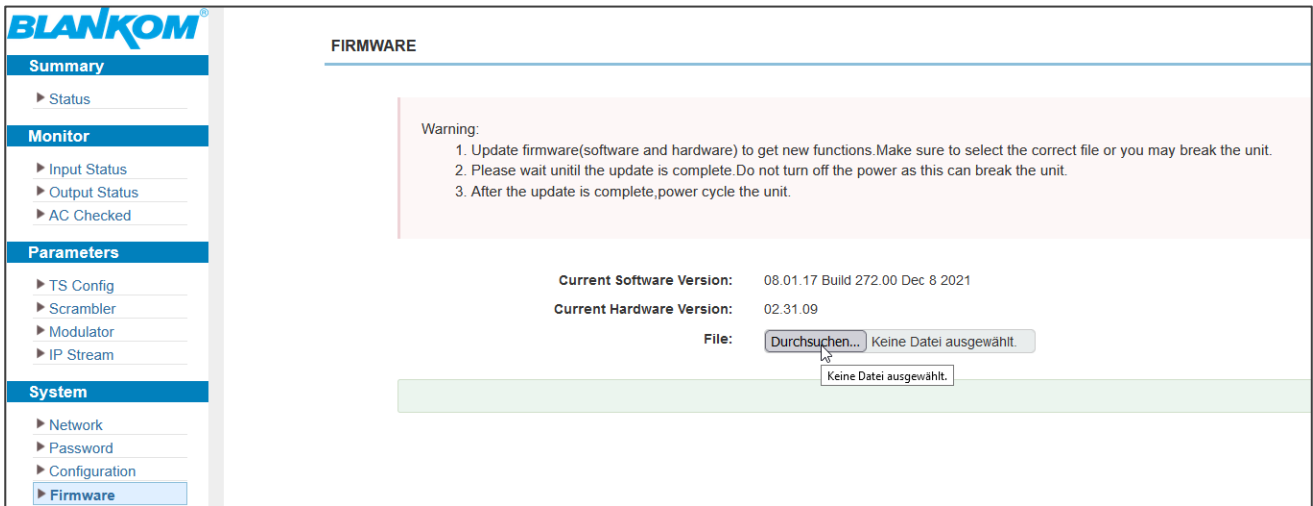 BLANKOM®
Summary
Status
Monitor
Input Status
Output Status
AC Checked
Parameters
TS Config
Scrambler
Modulator
IP Stream
System
Network
Password
Configuration
Firmware
FIRMWARE
Warning:
1. Update firmware(software and hardware) to get new functions.Make sure to select the correct file or you may break the unit.
2. Please wait unitil the update is complete.Do not turn off the power as this can break the unit.
3. After the update is complete,power cycle the unit.
Current Software Version: 08.01.17 Build 272.00 Dec 8 2021
Current Hardware Version: 02.31.09
File: Durchsuchen... Keine Datei ausgewählt.
Keine Datei ausgewählt.